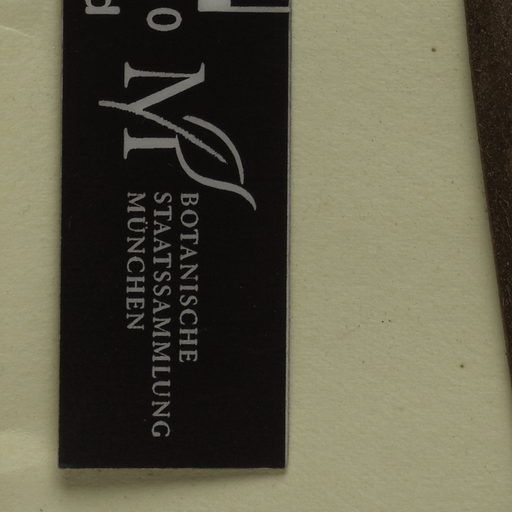 M
BOTANISCHE
STAATSSAMMLUNG
MÜNCHEN